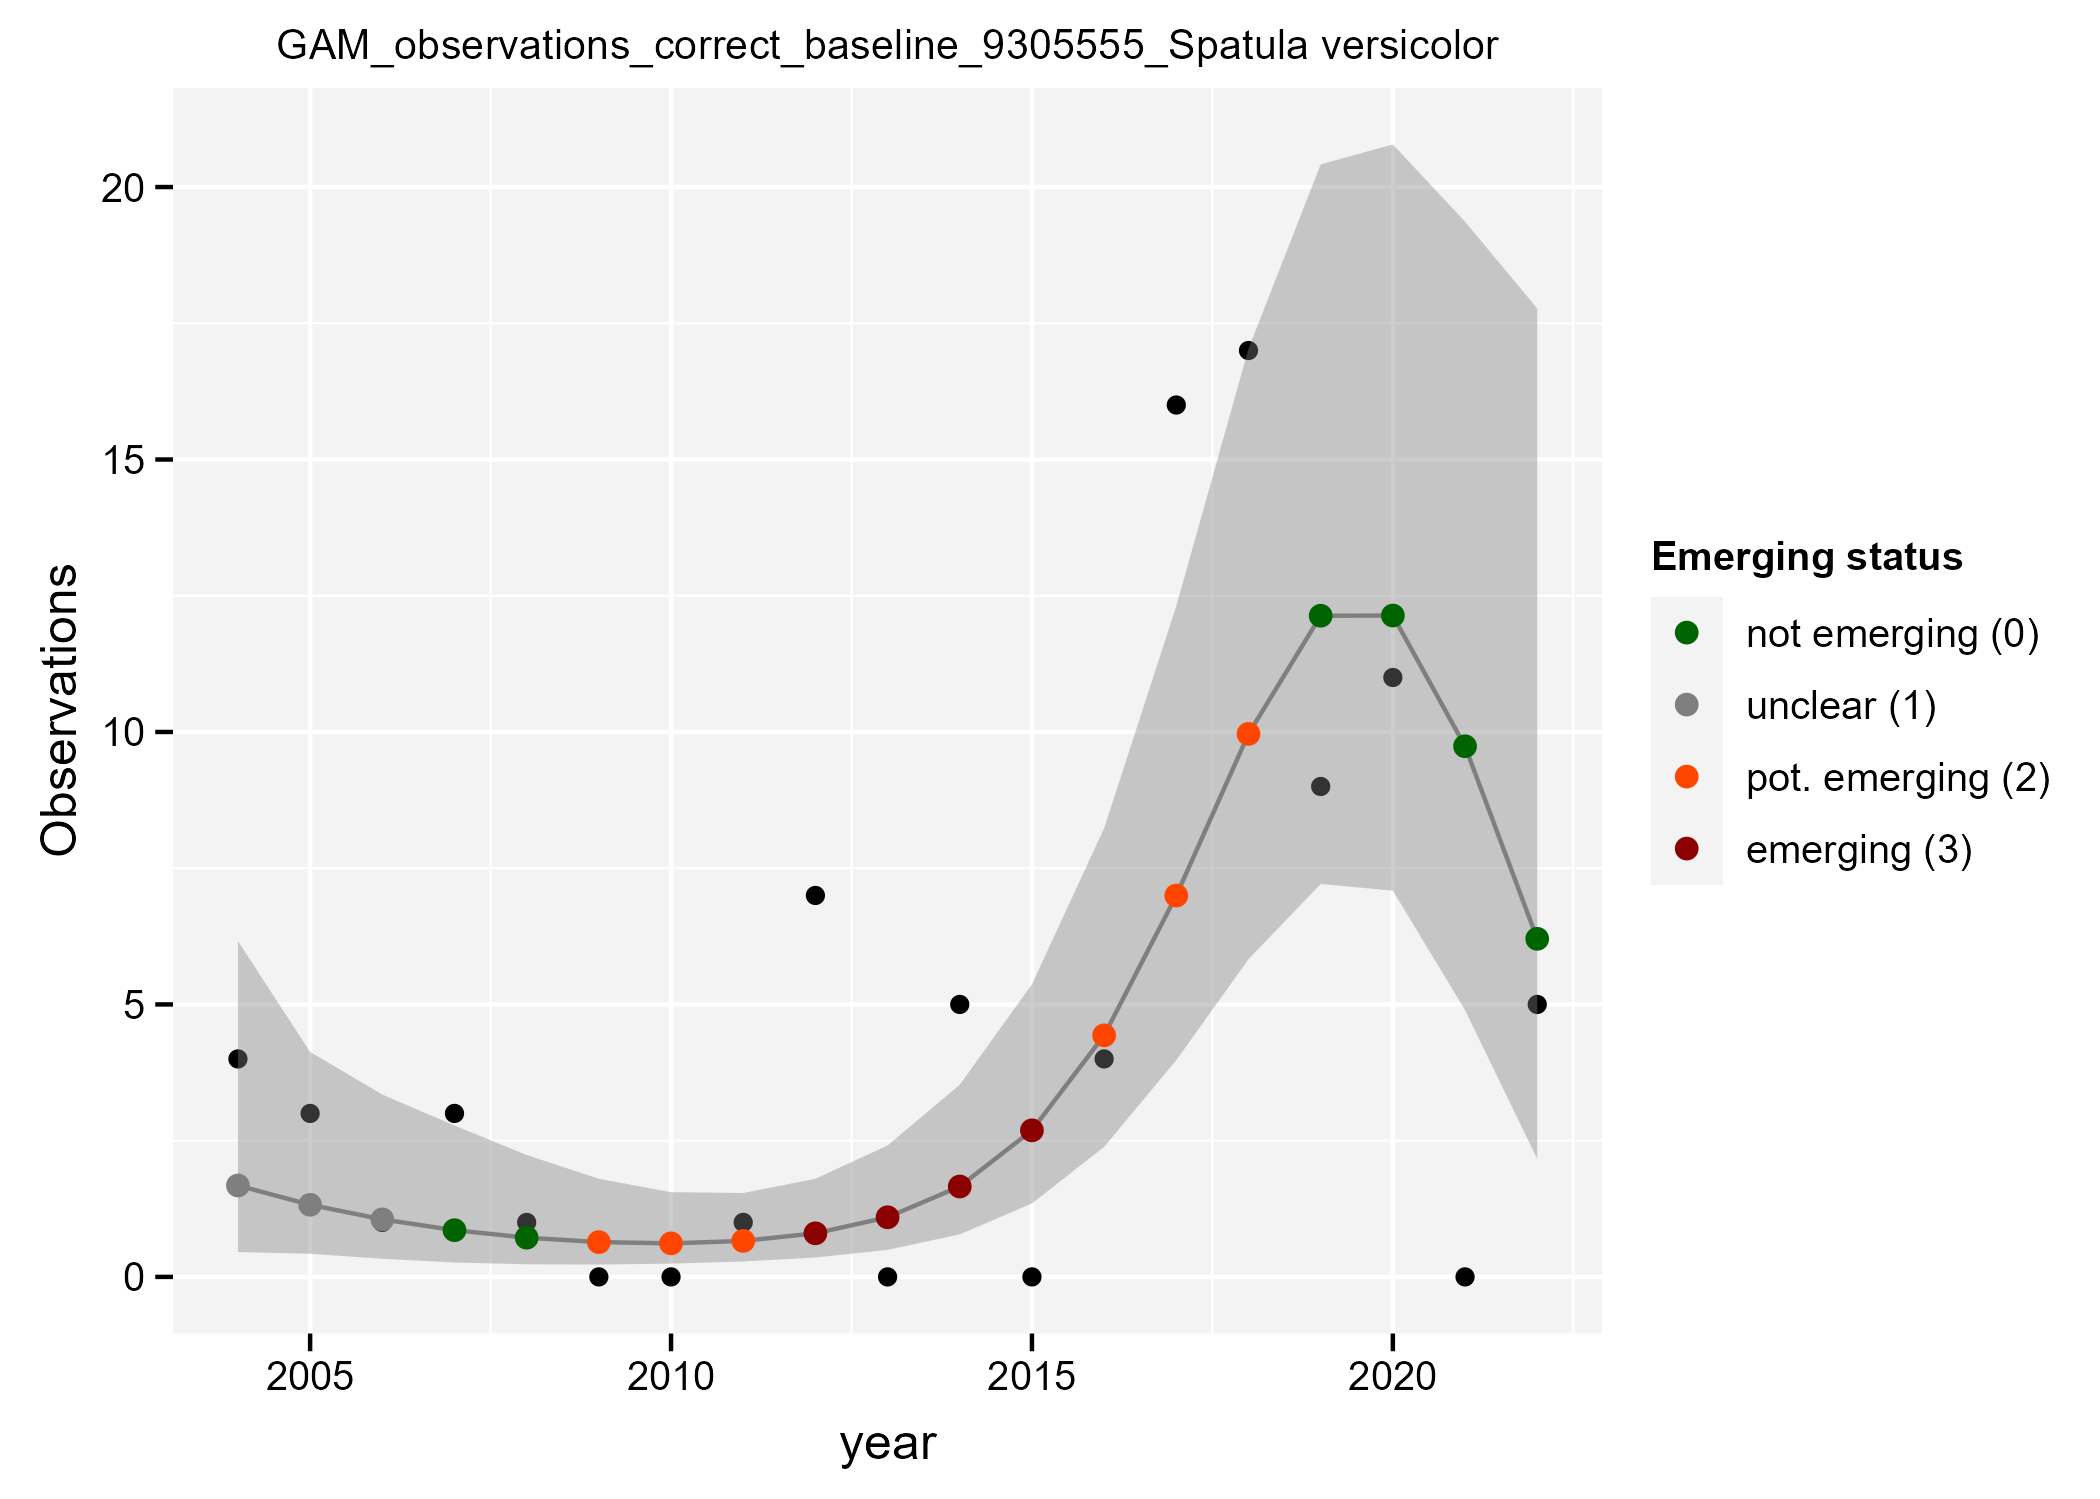 GAM_observations_correct_baseline_9305555_Spatula versicolor
20
15
10
5
0
Observations
2005
2010
2015
2020
year
Emerging status
not emerging (0)
unclear (1)
pot. emerging (2)
emerging (3)